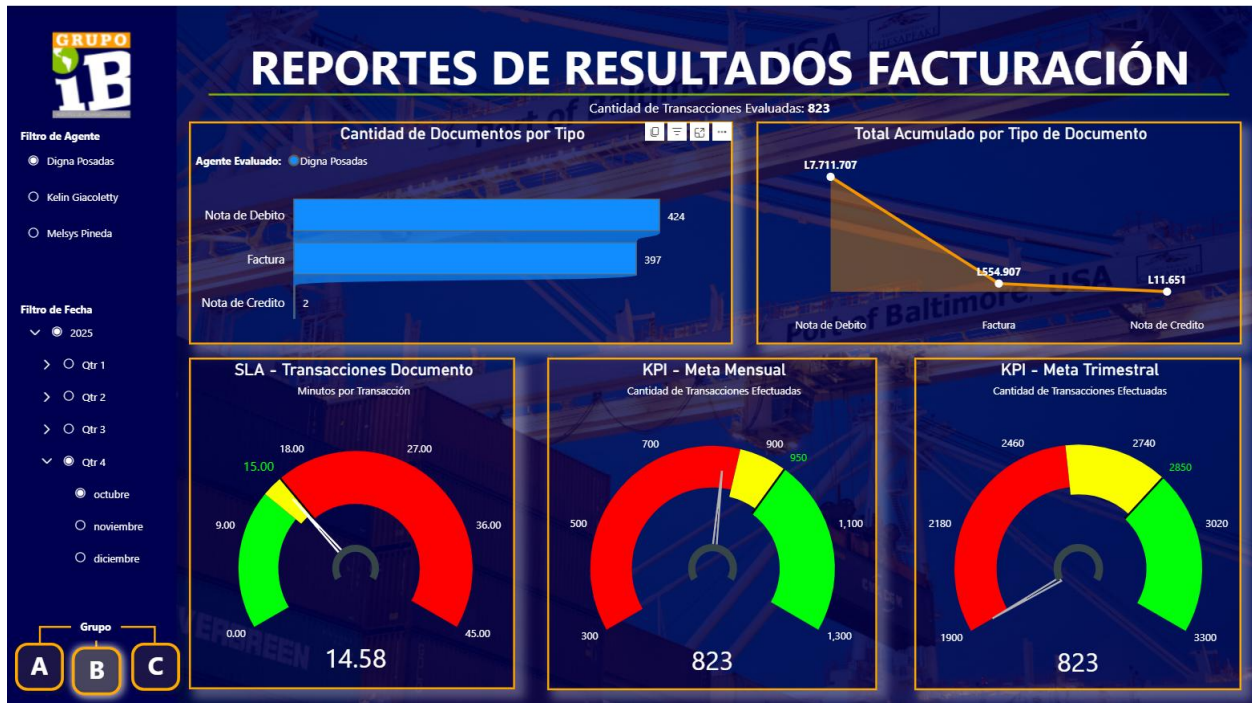 GRUPO
iB
REPORTES DE RESULTADOS FACTURACIÓN
Cantidad de Transacciones Evaluadas: 823
Filtro de Agente
Digna Posadas
Kelin Giacoletty
Melsys Pineda
Filtro de Fecha
2025
Qtr 1
Qtr 2
Qtr 3
Qtr 4
octubre
noviembre
diciembre
Grupo
A B C
Cantidad de Documentos por Tipo
Agente Evaluado: Digna Posadas
Nota de Debito 424
Factura 397
Nota de Credito 2
Total Acumulado por Tipo de Documento
L7.711.707
L554.907
L11.651
Nota de Debito Factura Nota de Credito
Port of Baltimore, USA
CHESAPEAKE
EVERGREEN
SLA - Transacciones Documento
Minutos por Transacción
0.00
9.00
15.00
18.00
27.00
36.00
45.00
14.58
KPI - Meta Mensual
Cantidad de Transacciones Efectuadas
300
500
700
900
950
1,100
1,300
823
KPI - Meta Trimestral
Cantidad de Transacciones Efectuadas
1900
2180
2460
2740
2850
3020
3300
823